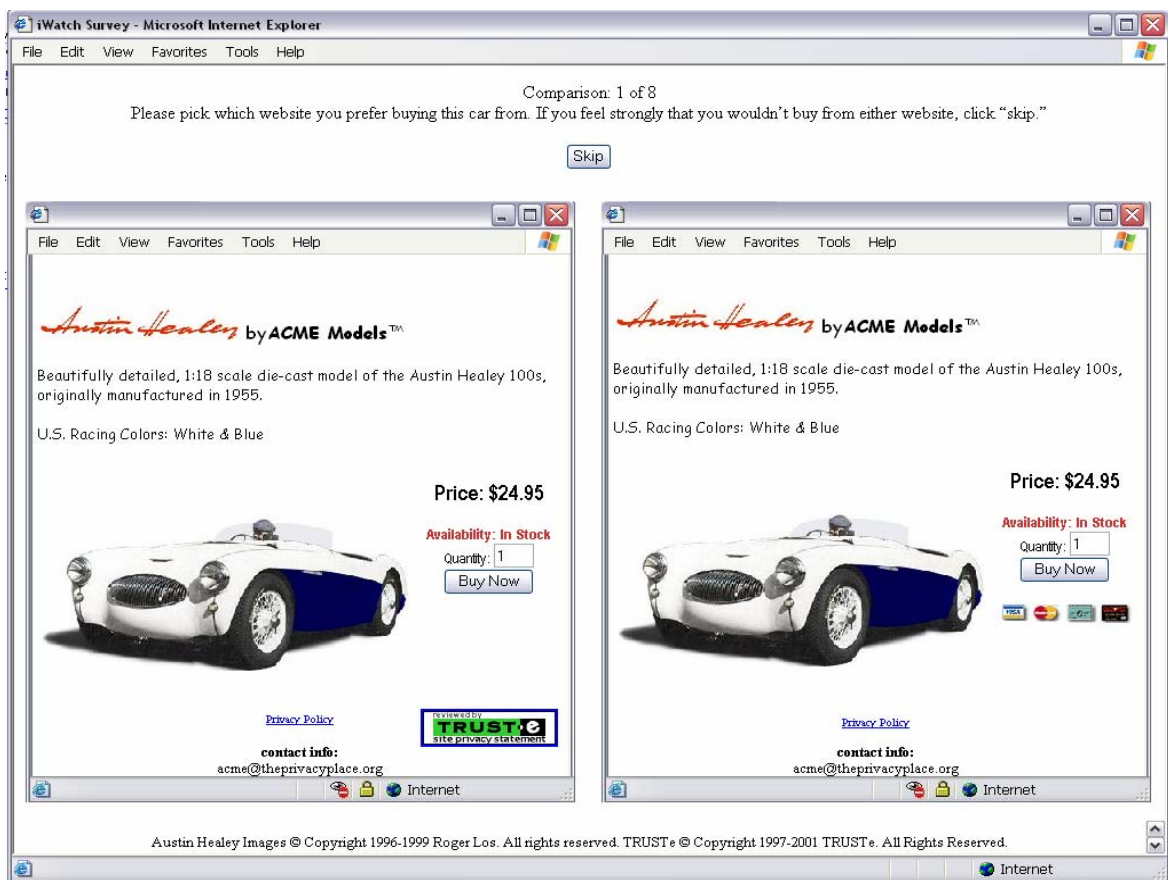 iWatch Survey - Microsoft Internet Explorer
File Edit View Favorites Tools Help
Comparison: 1 of 8
Please pick which website you prefer buying this car from. If you feel strongly that you wouldn't buy from either website, click “skip.”
Skip
File Edit View Favorites Tools Help
Austin Healey by ACME Models™
Beautifully detailed, 1:18 scale die-cast model of the Austin Healey 100s,
originally manufactured in 1955.
U.S. Racing Colors: White & Blue
Price: $24.95
Availability: In Stock
Quantity: 1
Buy Now
Privacy Policy
reviewed by
TRUST·e
site privacy statement
contact info:
acme@theprivacyplace.org
Internet
File Edit View Favorites Tools Help
Austin Healey by ACME Models™
Beautifully detailed, 1:18 scale die-cast model of the Austin Healey 100s,
originally manufactured in 1955.
U.S. Racing Colors: White & Blue
Price: $24.95
Availability: In Stock
Quantity: 1
Buy Now
VISA
Privacy Policy
contact info:
acme@theprivacyplace.org
Internet
Austin Healey Images © Copyright 1996-1999 Roger Los. All rights reserved. TRUSTe © Copyright 1997-2001 TRUSTe. All Rights Reserved.
Internet